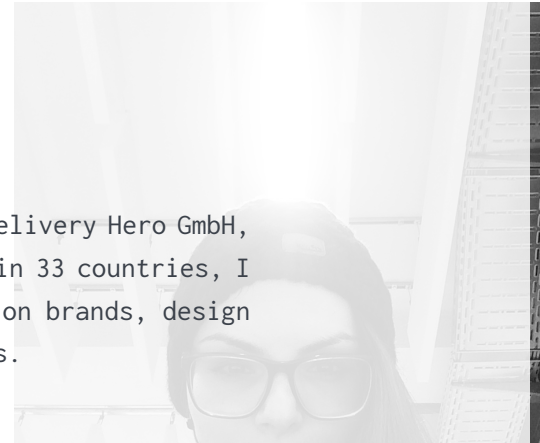 elivery Hero GmbH,
in 33 countries, I
on brands, design
s.